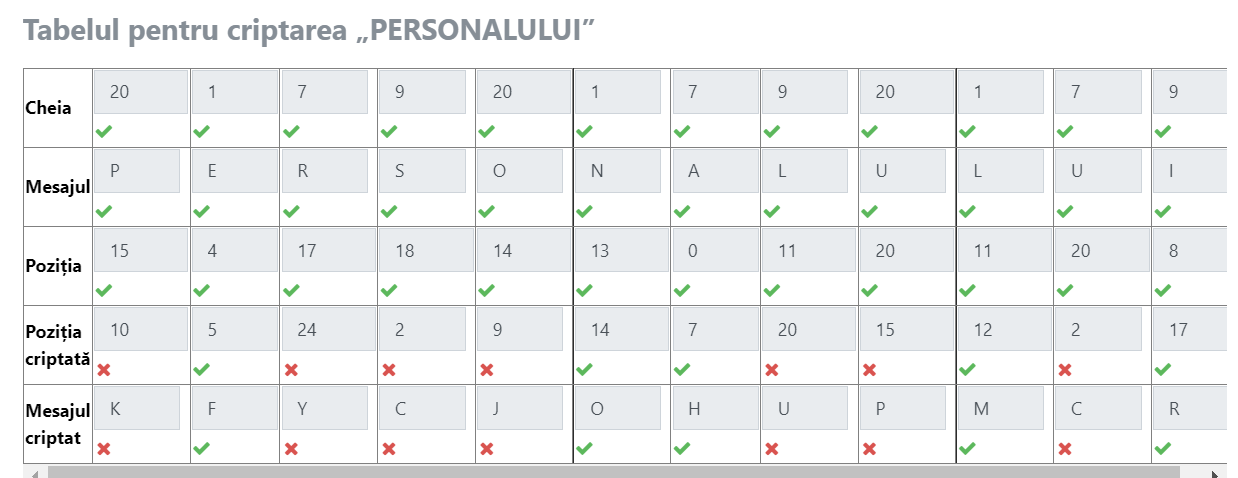 Tabelul pentru criptarea „PERSONALULUI”
Cheia 20 1 7 9 20 1 7 9 20 1 7 9
Mesajul P E R S O N A L U L U I
Poziția 15 4 17 18 14 13 0 11 20 11 20 8
Poziția criptată 10 5 24 2 9 14 7 20 15 12 2 17
Mesajul criptat K F Y C J O H U P M C R